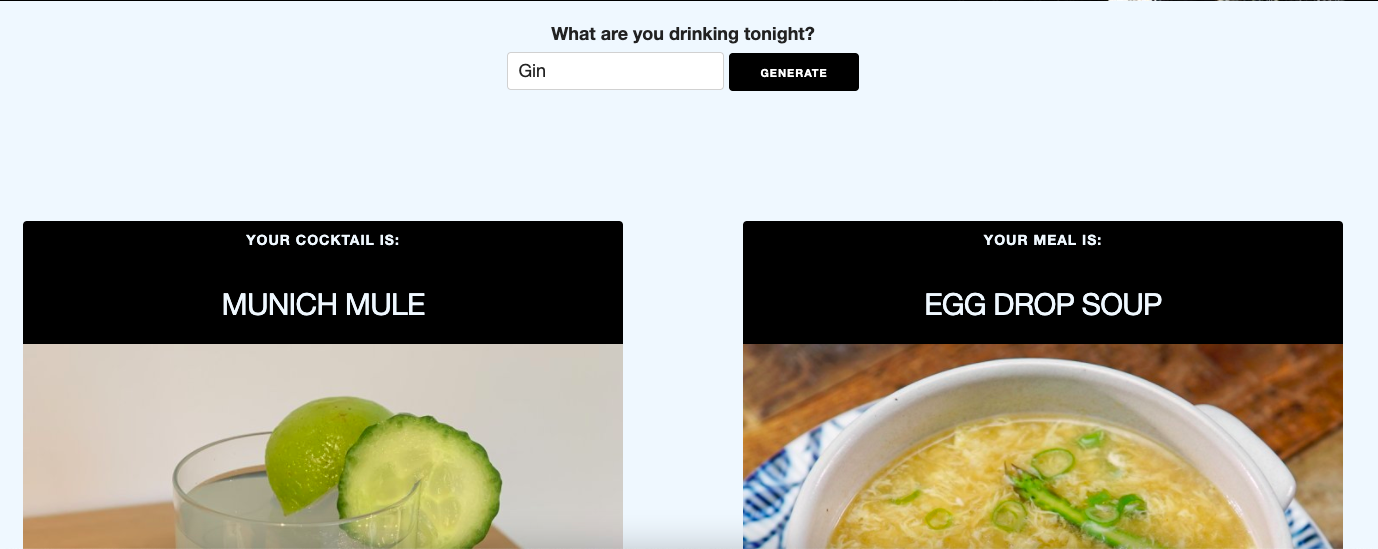 What are you drinking tonight?
Gin
GENERATE
YOUR COCKTAIL IS:
MUNICH MULE
YOUR MEAL IS:
EGG DROP SOUP